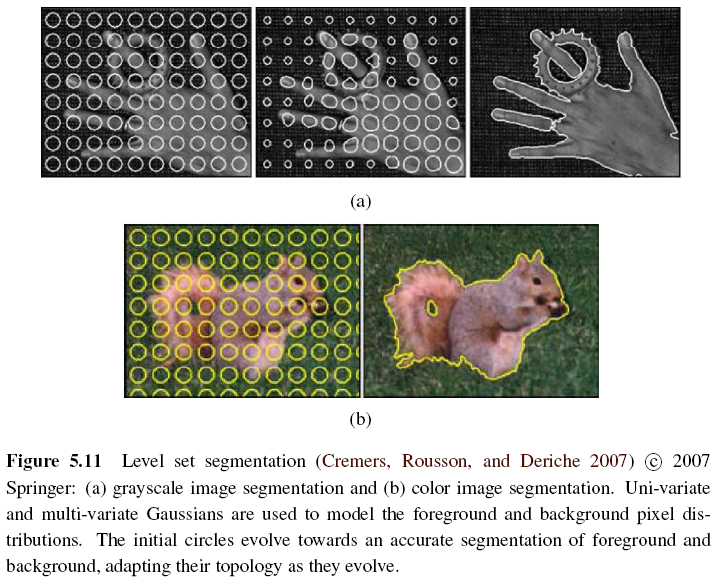 (a)
(b)
Figure 5.11 Level set segmentation (Cremers, Rousson, and Deriche 2007) © 2007
Springer: (a) grayscale image segmentation and (b) color image segmentation. Uni-variate
and multi-variate Gaussians are used to model the foreground and background pixel dis-
tributions. The initial circles evolve towards an accurate segmentation of foreground and
background, adapting their topology as they evolve.